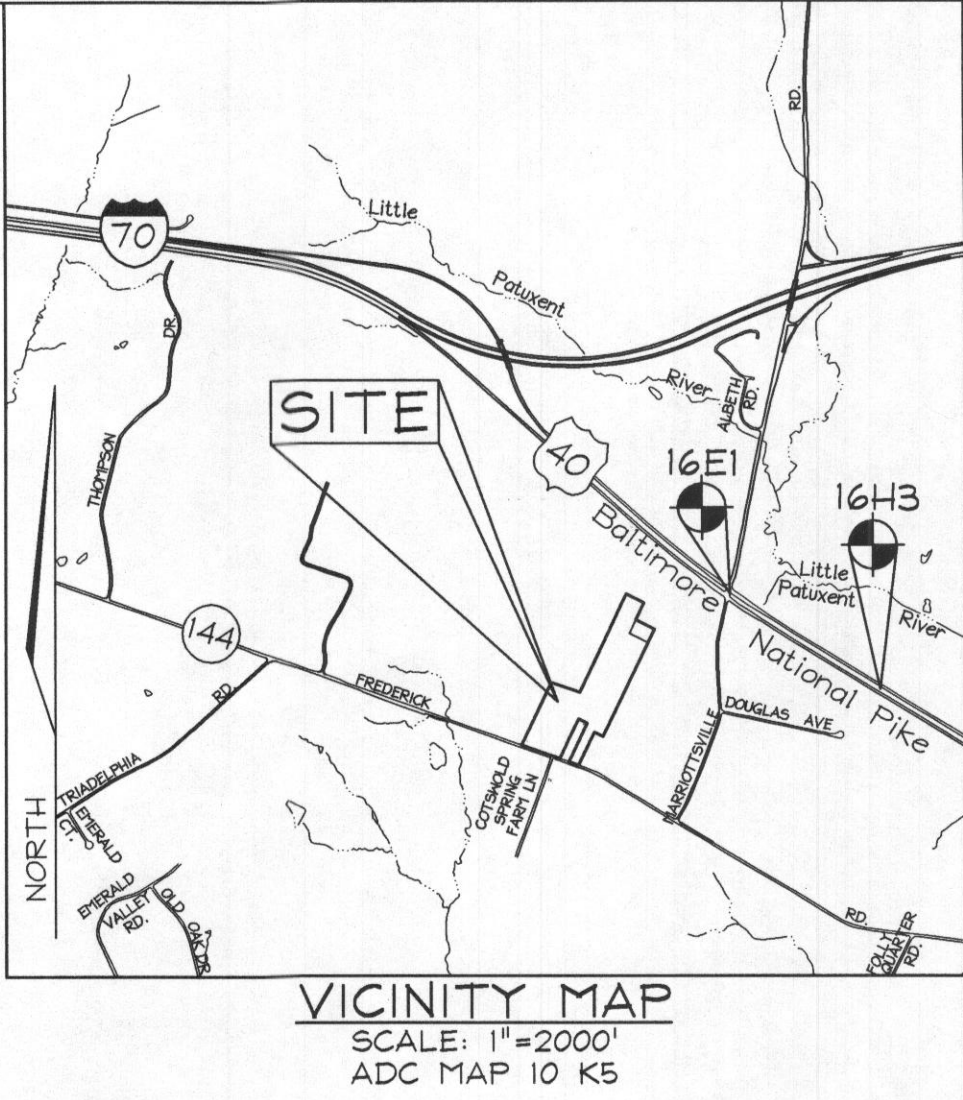 RD.
Little
70
Patuxent
DR
River
ALBETH
RD.
SITE
40
16E1
THOMPSON
16H3
Baltimore
Little
Patuxent
River
144
National Pike
FREDERICK
RD.
DOUGLAS AVE
MARRIOTTSVILLE
TRIADELPHIA
COTSWOLD
SPRING
FARM LN
EMERALD
CT.
NORTH
EMERALD
VALLEY
RD.
OLD OAK DR
RD.
FOLLY
QUARTER
RD.
VICINITY MAP
SCALE: 1"=2000'
ADC MAP 10 K5